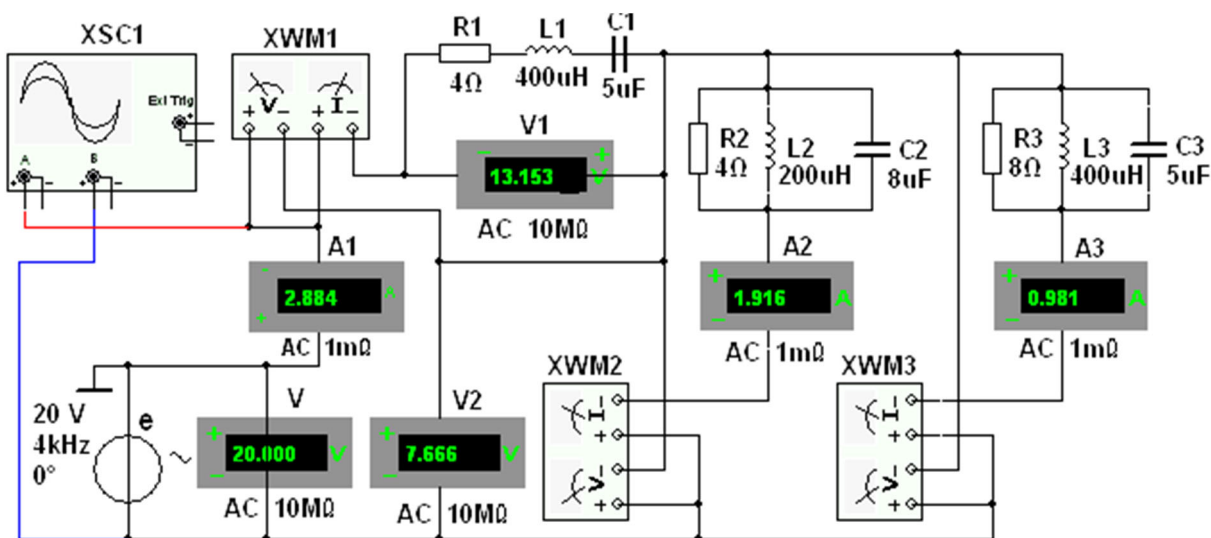 XSC1
Ext Trig
A
B
XWM1
V
I
R1
4Ω
L1
400uH
C1
5uF
V1
13.153
V
AC 10MΩ
R2
4Ω
L2
200uH
C2
8uF
R3
8Ω
L3
400uH
C3
5uF
A1
2.884
A
AC 1mΩ
A2
1.916
A
AC 1mΩ
A3
0.981
A
AC 1mΩ
20 V
4kHz
0°
e
V
20.000
V
AC 10MΩ
V2
7.666
V
AC 10MΩ
XWM2
I
V
XWM3
I
V